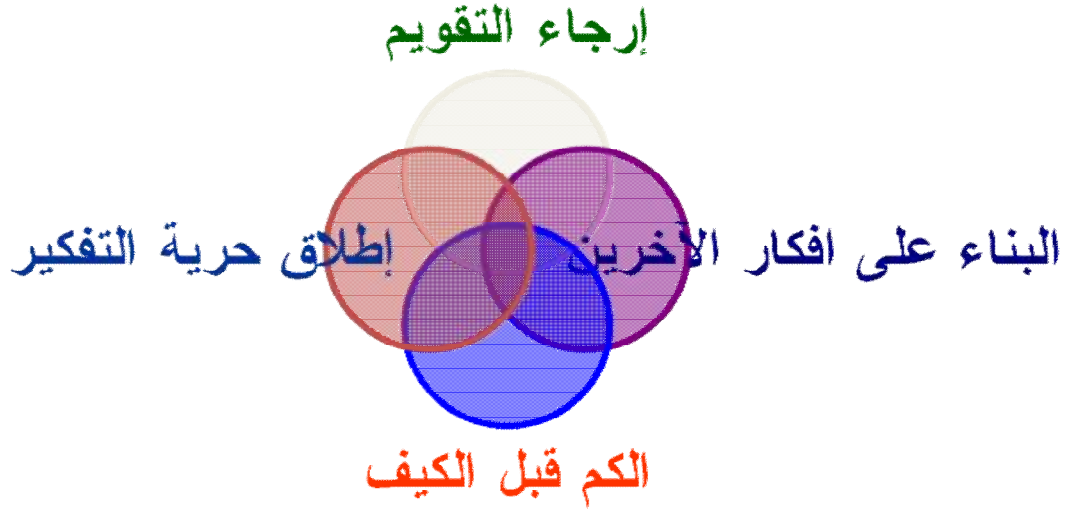 إرجاء التقويم
البناء على افكار الآخرين
إطلاق حرية التفكير
الكم قبل الكيف